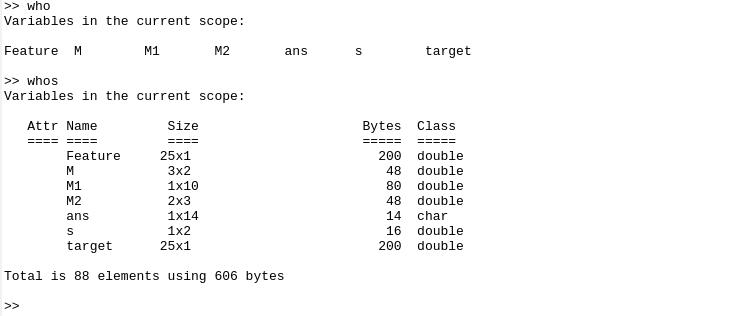 >> who
Variables in the current scope:
Feature  M        M1       M2       ans      s        target
>> whos
Variables in the current scope:
   Attr Name         Size                     Bytes  Class
   ==== ====         ====                     =====  =====
        Feature     25x1                        200  double
        M            3x2                         48  double
        M1           1x10                        80  double
        M2           2x3                         48  double
        ans          1x14                        14  char
        s            1x2                         16  double
        target      25x1                        200  double
Total is 88 elements using 606 bytes
>>